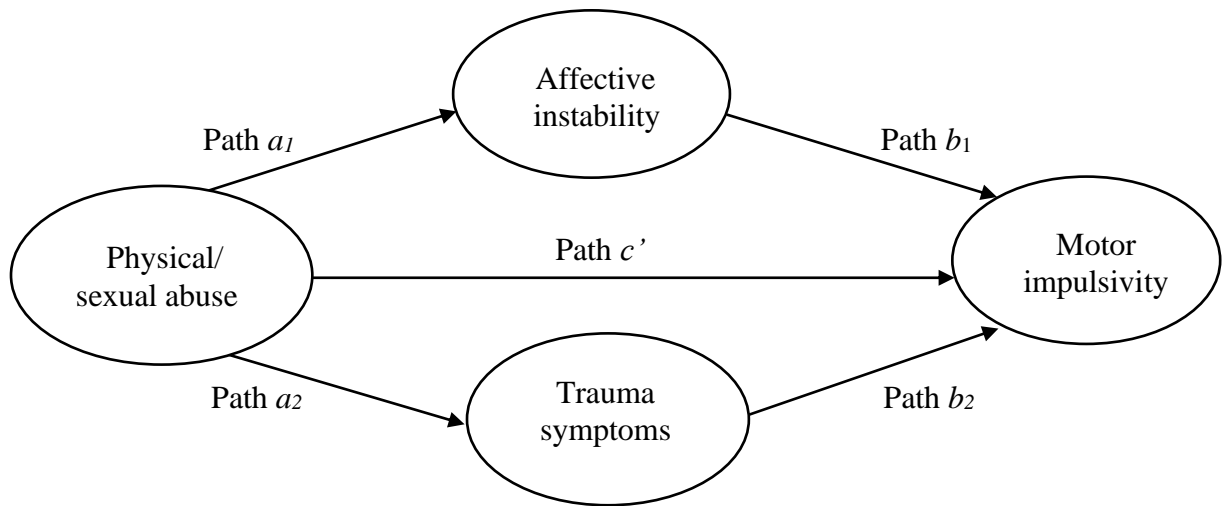 Affective
instability
Path a1
Path b1
Physical/
sexual abuse
Path c’
Motor
impulsivity
Path a2
Trauma
symptoms
Path b2